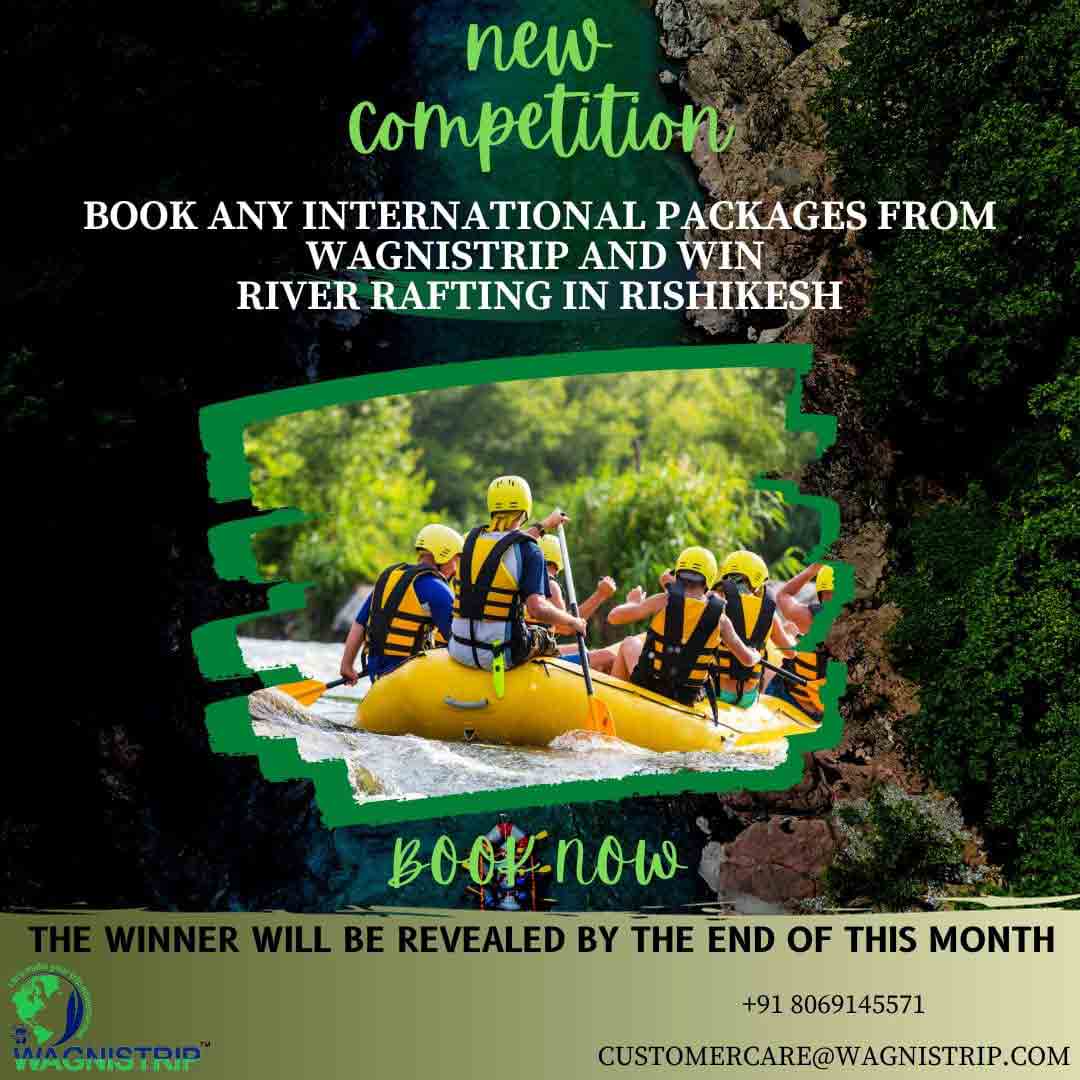 new
competition
BOOK ANY INTERNATIONAL PACKAGES FROM
WAGNISTRIP AND WIN
RIVER RAFTING IN RISHIKESH
BOOK NOW
THE WINNER WILL BE REVEALED BY THE END OF THIS MONTH
+91 8069145571
WAGNISTRIP™
CUSTOMERCARE@WAGNISTRIP.COM